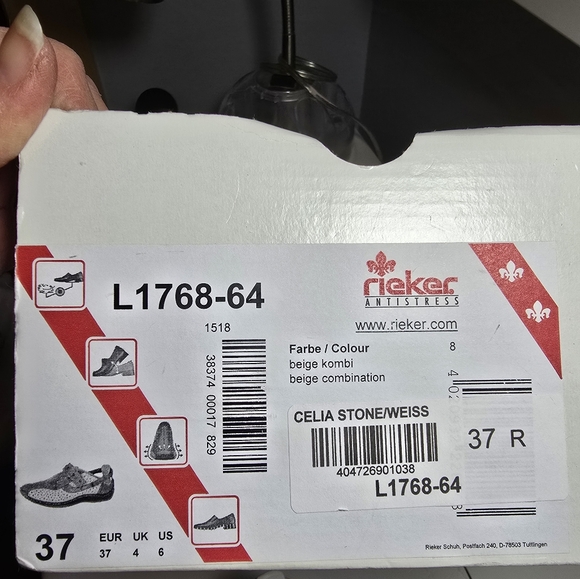 L1768-64
1518
38374 00017 829
rieker
ANTISTRESS
www.rieker.com
Farbe / Colour 8
beige kombi
beige combination
CELIA STONE/WEISS
404726901038
L1768-64
37 R
37
EUR UK US
37 4 6
Rieker Schuh, Postfach 240, D-78503 Tuttlingen